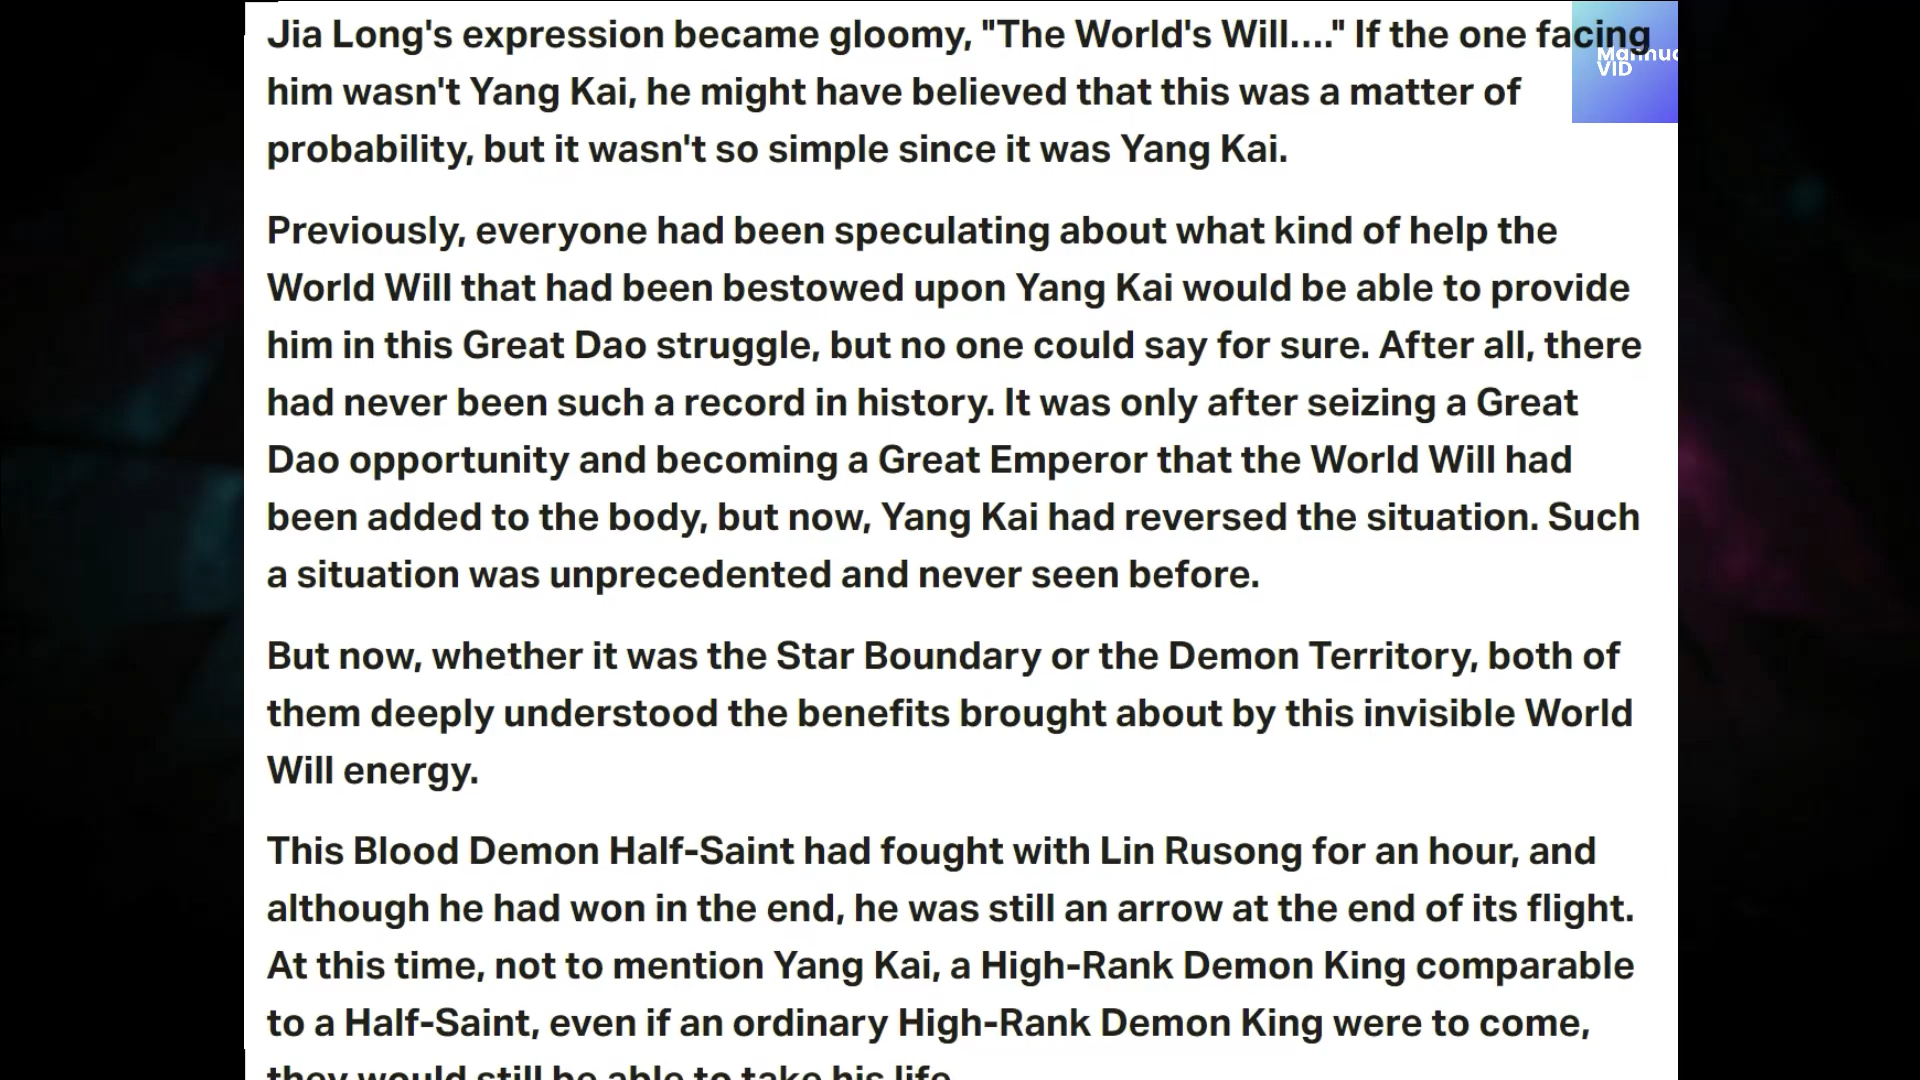 Jia Long's expression became gloomy, "The World's Will...." If the one facing
him wasn't Yang Kai, he might have believed that this was a matter of
probability, but it wasn't so simple since it was Yang Kai.
Previously, everyone had been speculating about what kind of help the
World Will that had been bestowed upon Yang Kai would be able to provide
him in this Great Dao struggle, but no one could say for sure. After all, there
had never been such a record in history. It was only after seizing a Great
Dao opportunity and becoming a Great Emperor that the World Will had
been added to the body, but now, Yang Kai had reversed the situation. Such
a situation was unprecedented and never seen before.
But now, whether it was the Star Boundary or the Demon Territory, both of
them deeply understood the benefits brought about by this invisible World
Will energy.
This Blood Demon Half-Saint had fought with Lin Rusong for an hour, and
although he had won in the end, he was still an arrow at the end of its flight.
At this time, not to mention Yang Kai, a High-Rank Demon King comparable
to a Half-Saint, even if an ordinary High-Rank Demon King were to come,
they would still be able to take his life.
VID